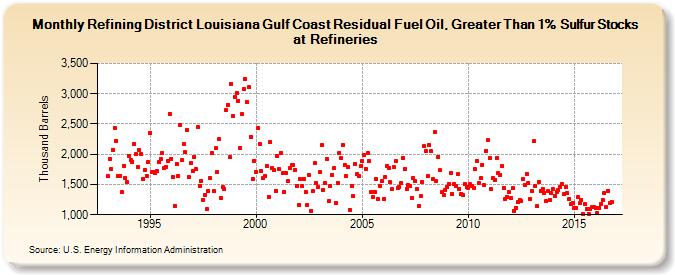 Monthly Refining District Louisiana Gulf Coast Residual Fuel Oil, Greater Than 1% Sulfur Stocks
at Refineries
Thousand Barrels
3,500
3,000
2,500
2,000
1,500
1,000
1995
2000
2005
2010
2015
Source: U.S. Energy Information Administration